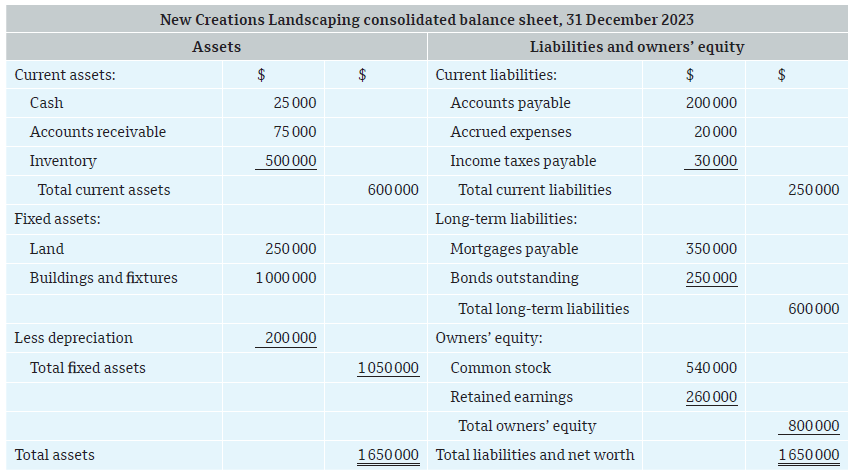 New Creations Landscaping consolidated balance sheet, 31 December 2023
Assets Liabilities and owners’ equity
Current assets: $ $ Current liabilities: $ $
Cash 25 000 Accounts payable 200 000
Accounts receivable 75 000 Accrued expenses 20 000
Inventory 500 000 Income taxes payable 30 000
Total current assets 600 000 Total current liabilities 250 000
Fixed assets: Long-term liabilities:
Land 250 000 Mortgages payable 350 000
Buildings and fixtures 1 000 000 Bonds outstanding 250 000
Total long-term liabilities 600 000
Less depreciation 200 000 Owners’ equity:
Total fixed assets 1 050 000 Common stock 540 000
Retained earnings 260 000
Total owners’ equity 800 000
Total assets 1 650 000 Total liabilities and net worth 1 650 000